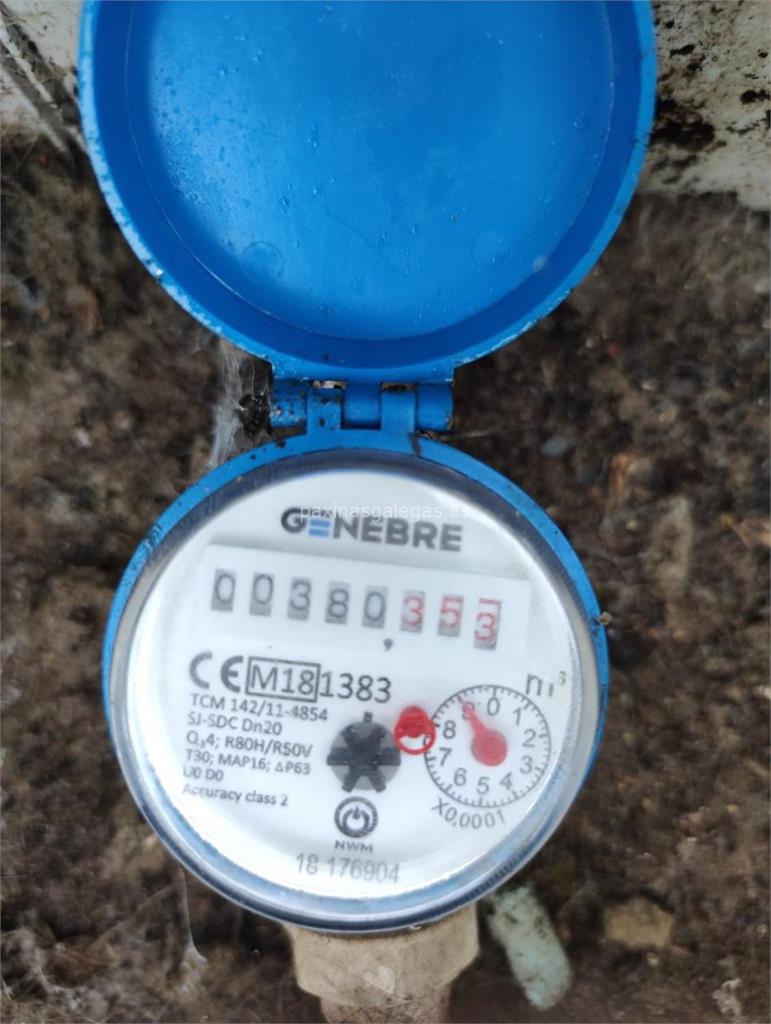 GENEBRE
paxinasgalegas.es
00380353
,
m³
CE M18 1383
TCM 142/11-4854
SJ-SDC Dn20
Q₃4; R80H/R50V
T30; MAP16; ΔP63
U0 D0
Accuracy class 2
0 1 2 3 4 5 6 7 8 9
X0,0001
NWM
18 176904